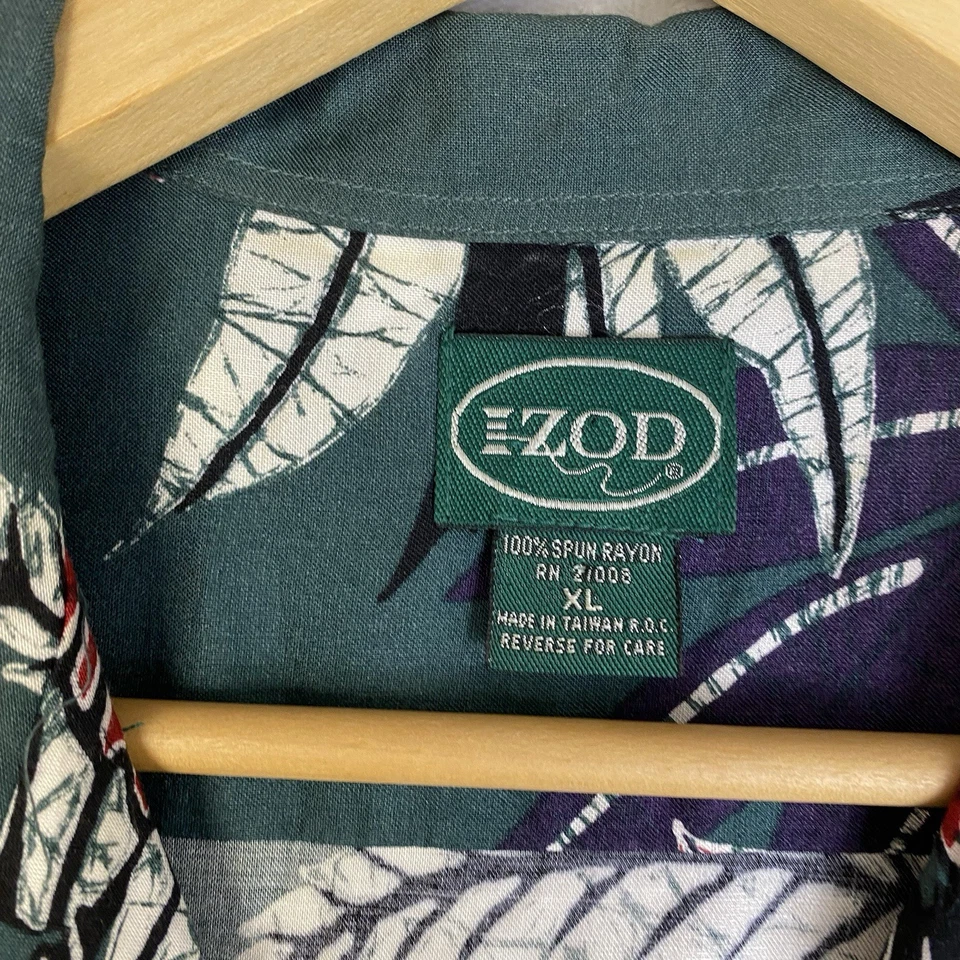 IZOD
®
100% SPUN RAYON
RN 21008
XL
MADE IN TAIWAN R.O.C
REVERSE FOR CARE